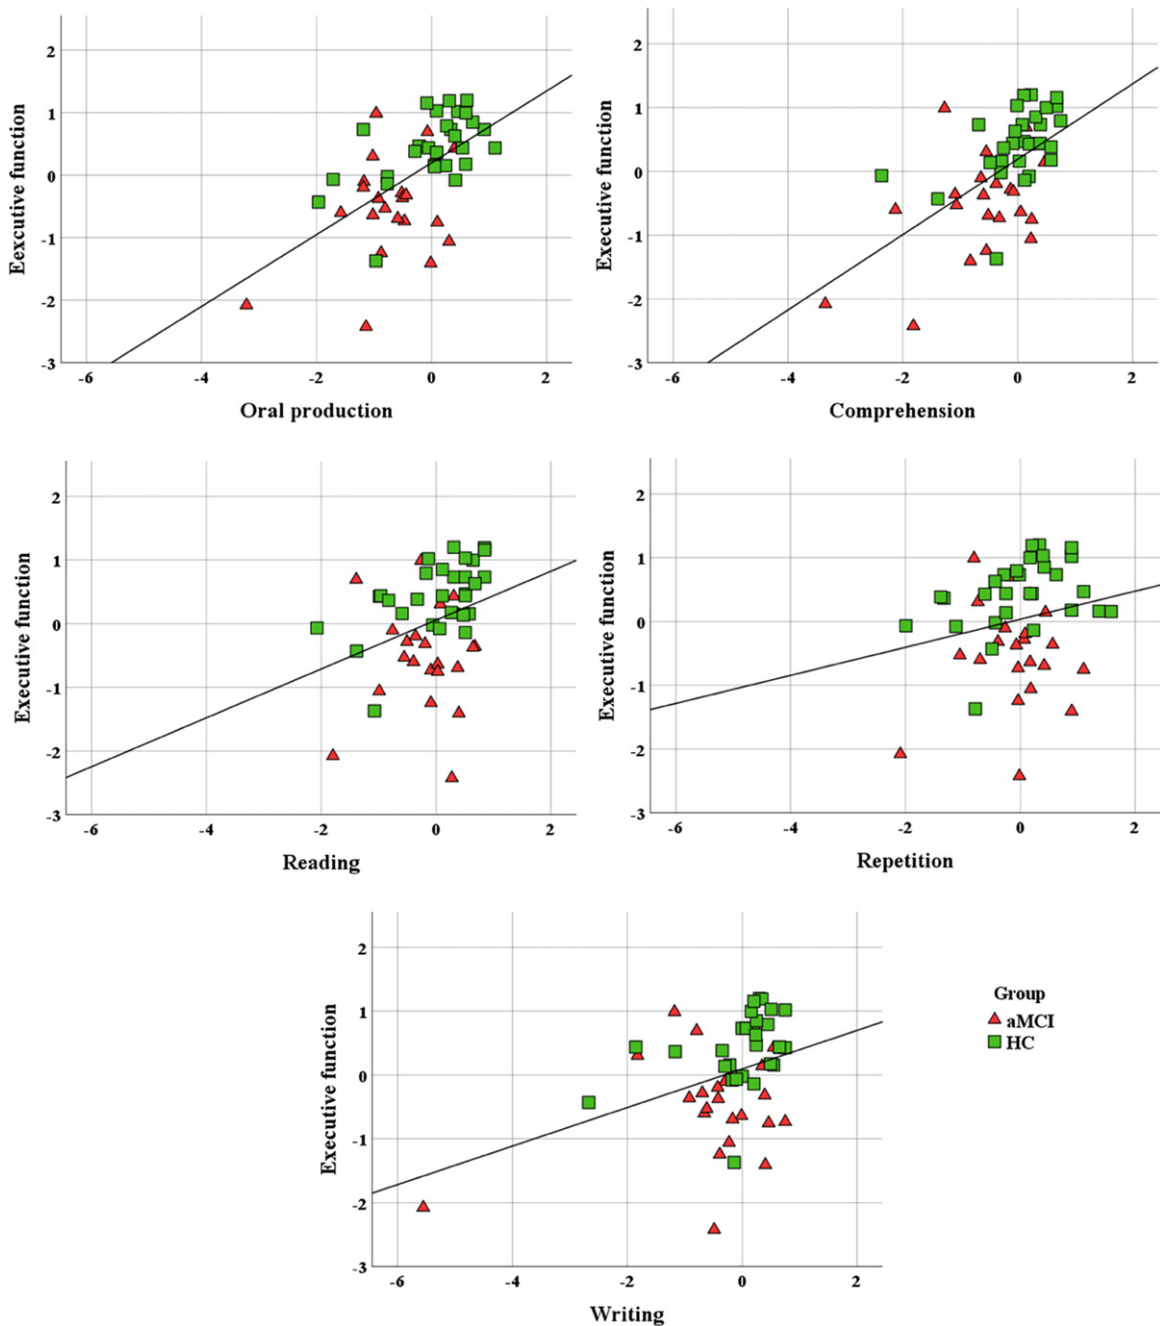 Eexecutive function
2
1
0
-1
-2
-3
-6 -4 -2 0 2
Oral production
Executive function
2
1
0
-1
-2
-3
-6 -4 -2 0 2
Comprehension
Executive function
2
1
0
-1
-2
-3
-6 -4 -2 0 2
Reading
Executive function
2
1
0
-1
-2
-3
-6 -4 -2 0 2
Repetition
Executive function
2
1
0
-1
-2
-3
-6 -4 -2 0 2
Writing
Group
aMCI
HC